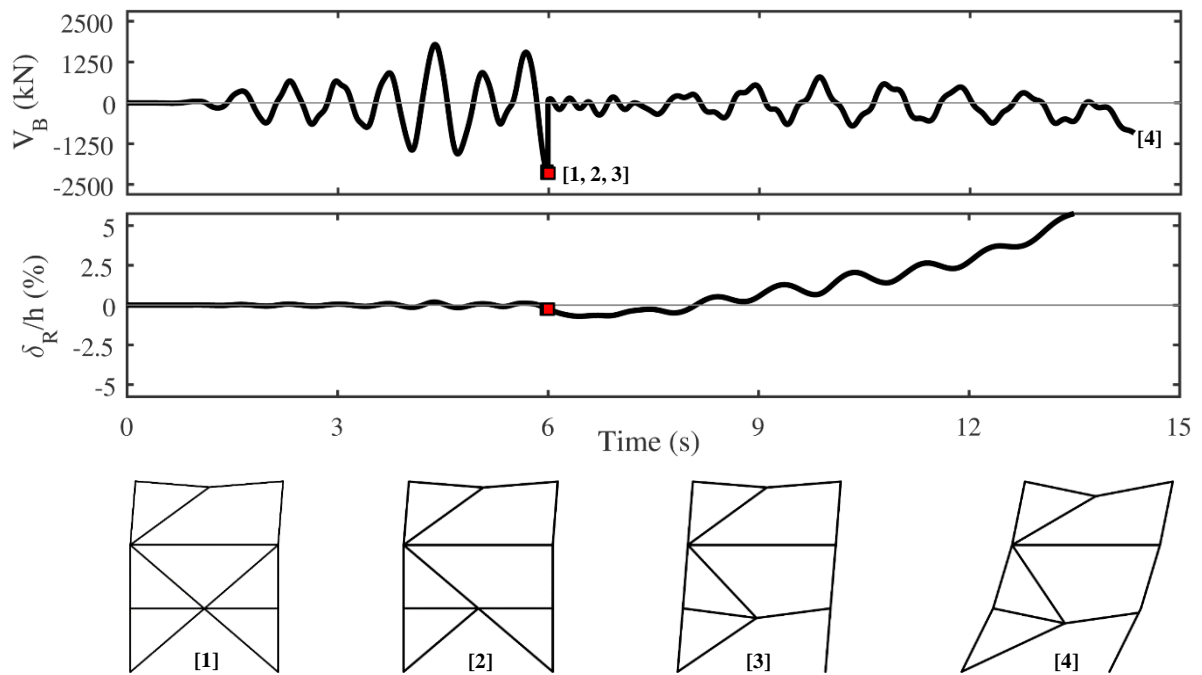 2500
1250
0
-1250
-2500
V_B (kN)
[1, 2, 3]
[4]
5
2.5
0
-2.5
-5
δ_R/h (%)
0 3 6 9 12 15
Time (s)
[1] [2] [3] [4]